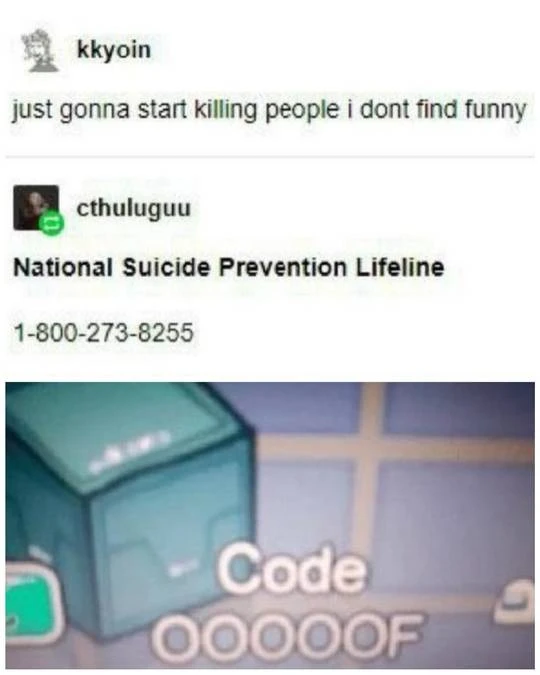 kkyoin
just gonna start killing people i dont find funny
cthuluguu
National Suicide Prevention Lifeline
1-800-273-8255
Code
OOOOOF